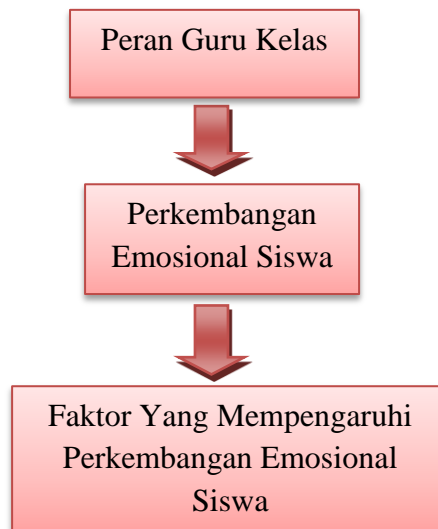 Peran Guru Kelas
Perkembangan
Emosional Siswa
Faktor Yang Mempengaruhi
Perkembangan Emosional
Siswa